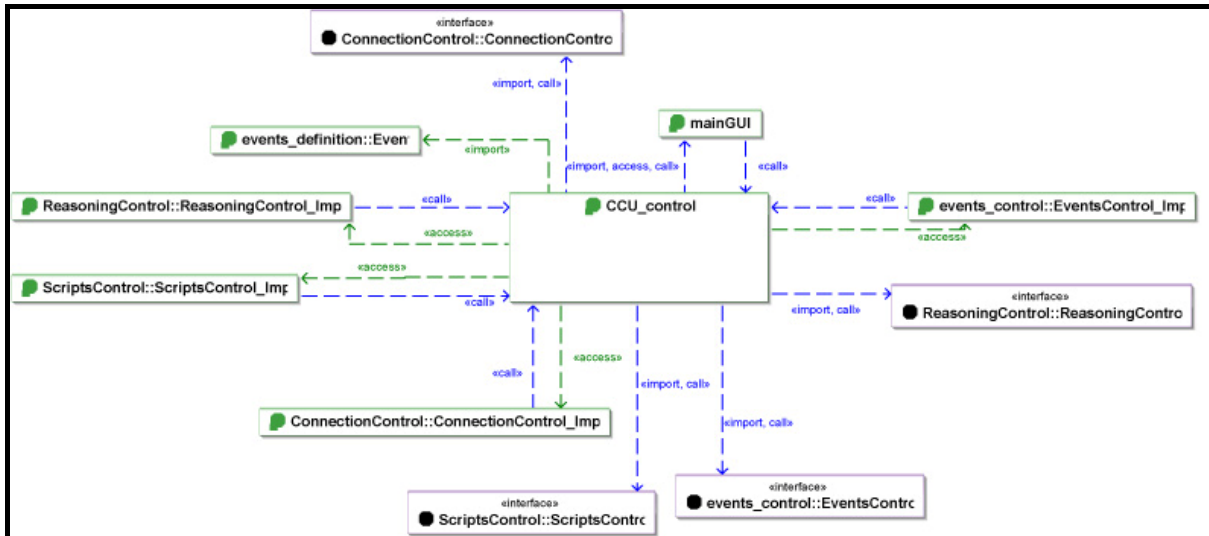 «interface»
ConnectionControl::ConnectionContro
«import, call»
mainGUI
events_definition::Even
«import»
«import, access, call»
«call»
ReasoningControl::ReasoningControl_Imp
«call»
CCU_control
«call»
events_control::EventsControl_Imp
«access»
«access»
«access»
ScriptsControl::ScriptsControl_Imp
«call»
«interface»
ReasoningControl::ReasoningContro
«import, call»
«access»
«call»
«import, call»
ConnectionControl::ConnectionControl_Imp
«import, call»
«interface»
events_control::EventsContro
«interface»
ScriptsControl::ScriptsContro